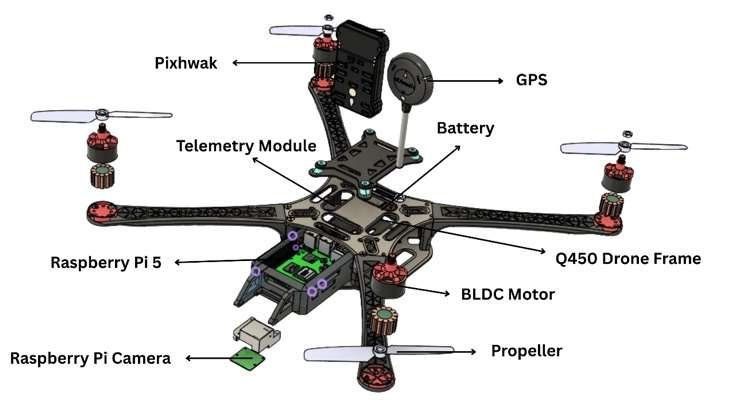 Pixhwak
GPS
Battery
Telemetry Module
Raspberry Pi 5
Q450 Drone Frame
BLDC Motor
Raspberry Pi Camera
Propeller